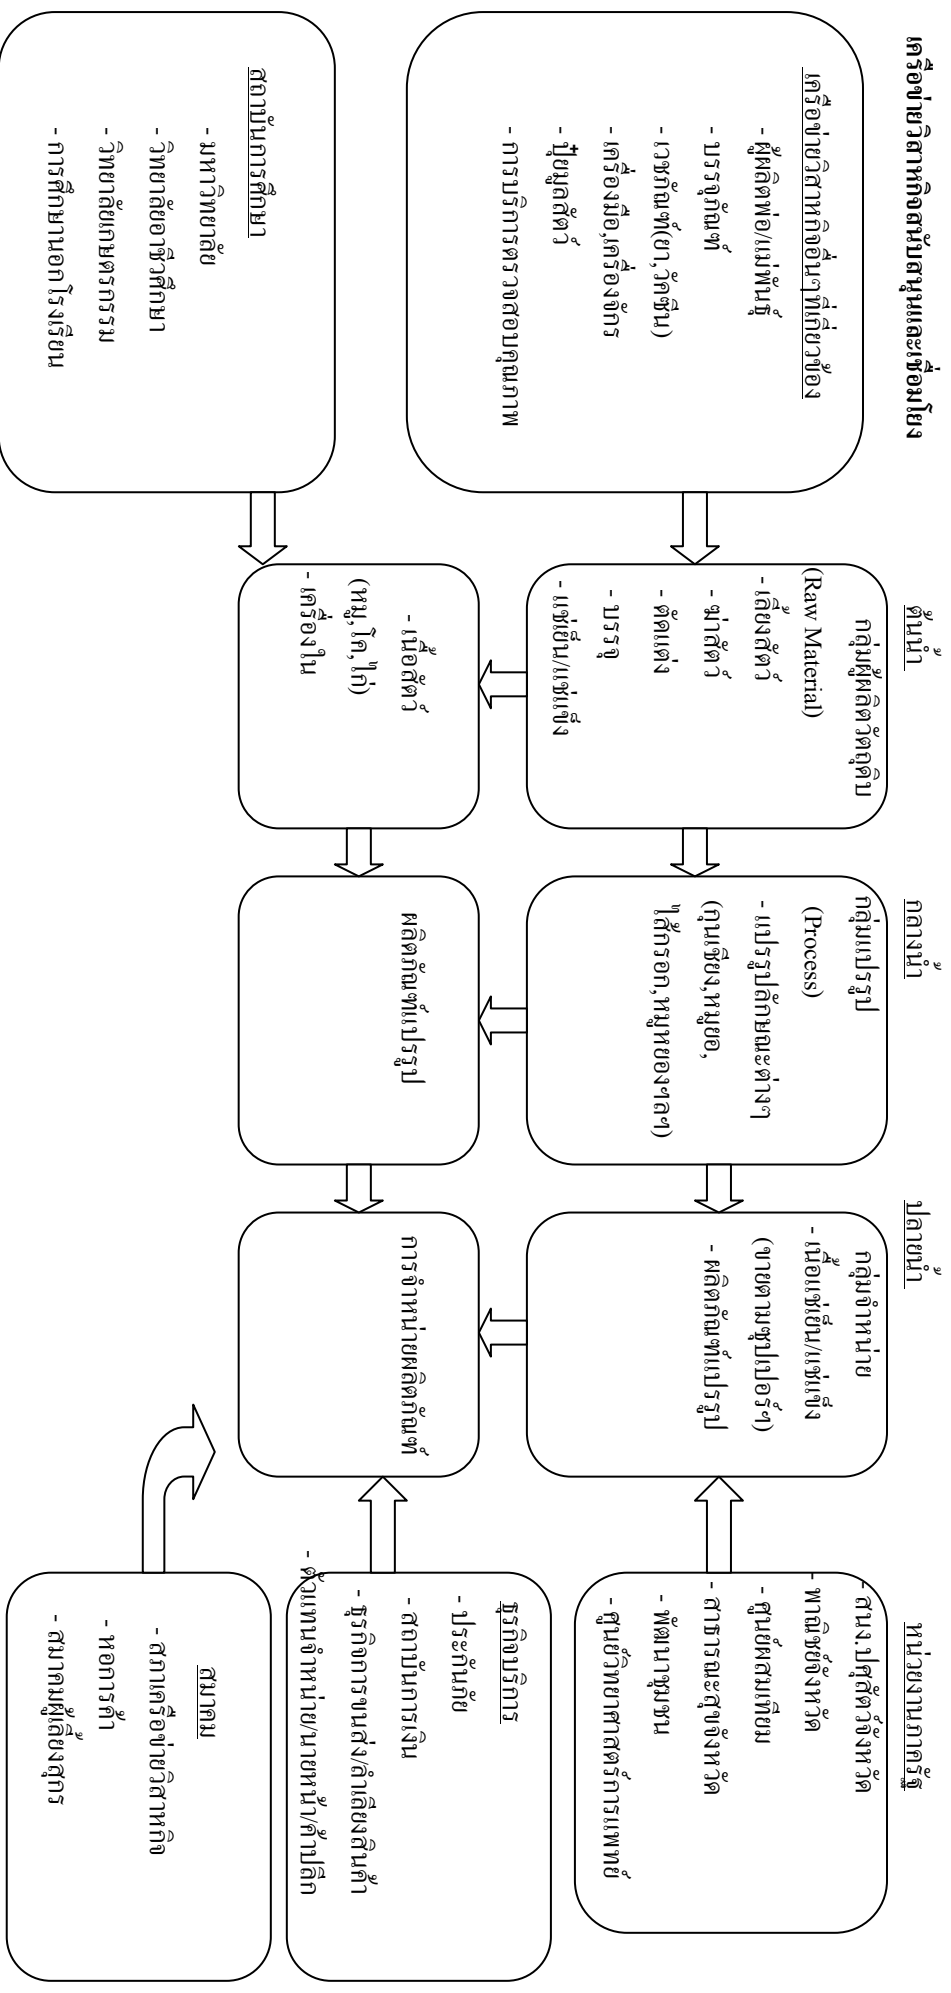 เครือข่ายวิสาหกิจสนับสนุนและเชื่อมโยง
ต้นน้ำ
กลางน้ำ
ปลายน้ำ
หน่วยงานภาครัฐ
เครือข่ายวิสาหกิจอื่นๆที่เกี่ยวข้อง
- ผู้ผลิตพ่อ/แม่พันธุ์
- บรรจุภัณฑ์
- เวชภัณฑ์(ยา,วัคซีน)
- เครื่องมือ,เครื่องจักร
- ปุ๋ยมูลสัตว์
- การบริการตรวจสอบคุณภาพ
กลุ่มผู้ผลิตวัตถุดิบ
(Raw Material)
- เลี้ยงสัตว์
- ฆ่าสัตว์
- ตัดแต่ง
- บรรจุ
- แช่เย็น/แช่แข็ง
กลุ่มแปรรูป
(Process)
- แปรรูปลักษณะต่างๆ
(กุนเชียง,หมูยอ,
ไส้กรอก,หมูหยองฯลฯ)
กลุ่มจำหน่าย
-เนื้อแช่เย็น/แช่แข็ง
(ขายตามซุปเปอร์ฯ)
- ผลิตภัณฑ์แปรรูป
-สนง.ปศุสัตว์จังหวัด
- พาณิชย์จังหวัด
-ศูนย์ผสมเทียม
-สาธารณะสุขจังหวัด
-พัฒนาชุมชน
-ศูนย์วิทยาศาสตร์การแพทย์
สถาบันการศึกษา
- มหาวิทยาลัย
- วิทยาลัยอาชีวศึกษา
- วิทยาลัยเกษตรกรรม
- การศึกษานอกโรงเรียน
- เนื้อสัตว์
(หมู,โค,ไก่)
- เครื่องใน
ผลิตภัณฑ์แปรรูป
การจำหน่ายผลิตภัณฑ์
ธุรกิจบริการ
- ประกันภัย
- สถาบันการเงิน
- ธุรกิจการขนส่ง/ลำเลียงสินค้า
- ตัวแทนจำหน่าย/นายหน้า/ค้าปลีก
สมาคม
- สภาเครือข่ายวิสาหกิจ
- หอการค้า
- สมาคมผู้เลี้ยงสุกร